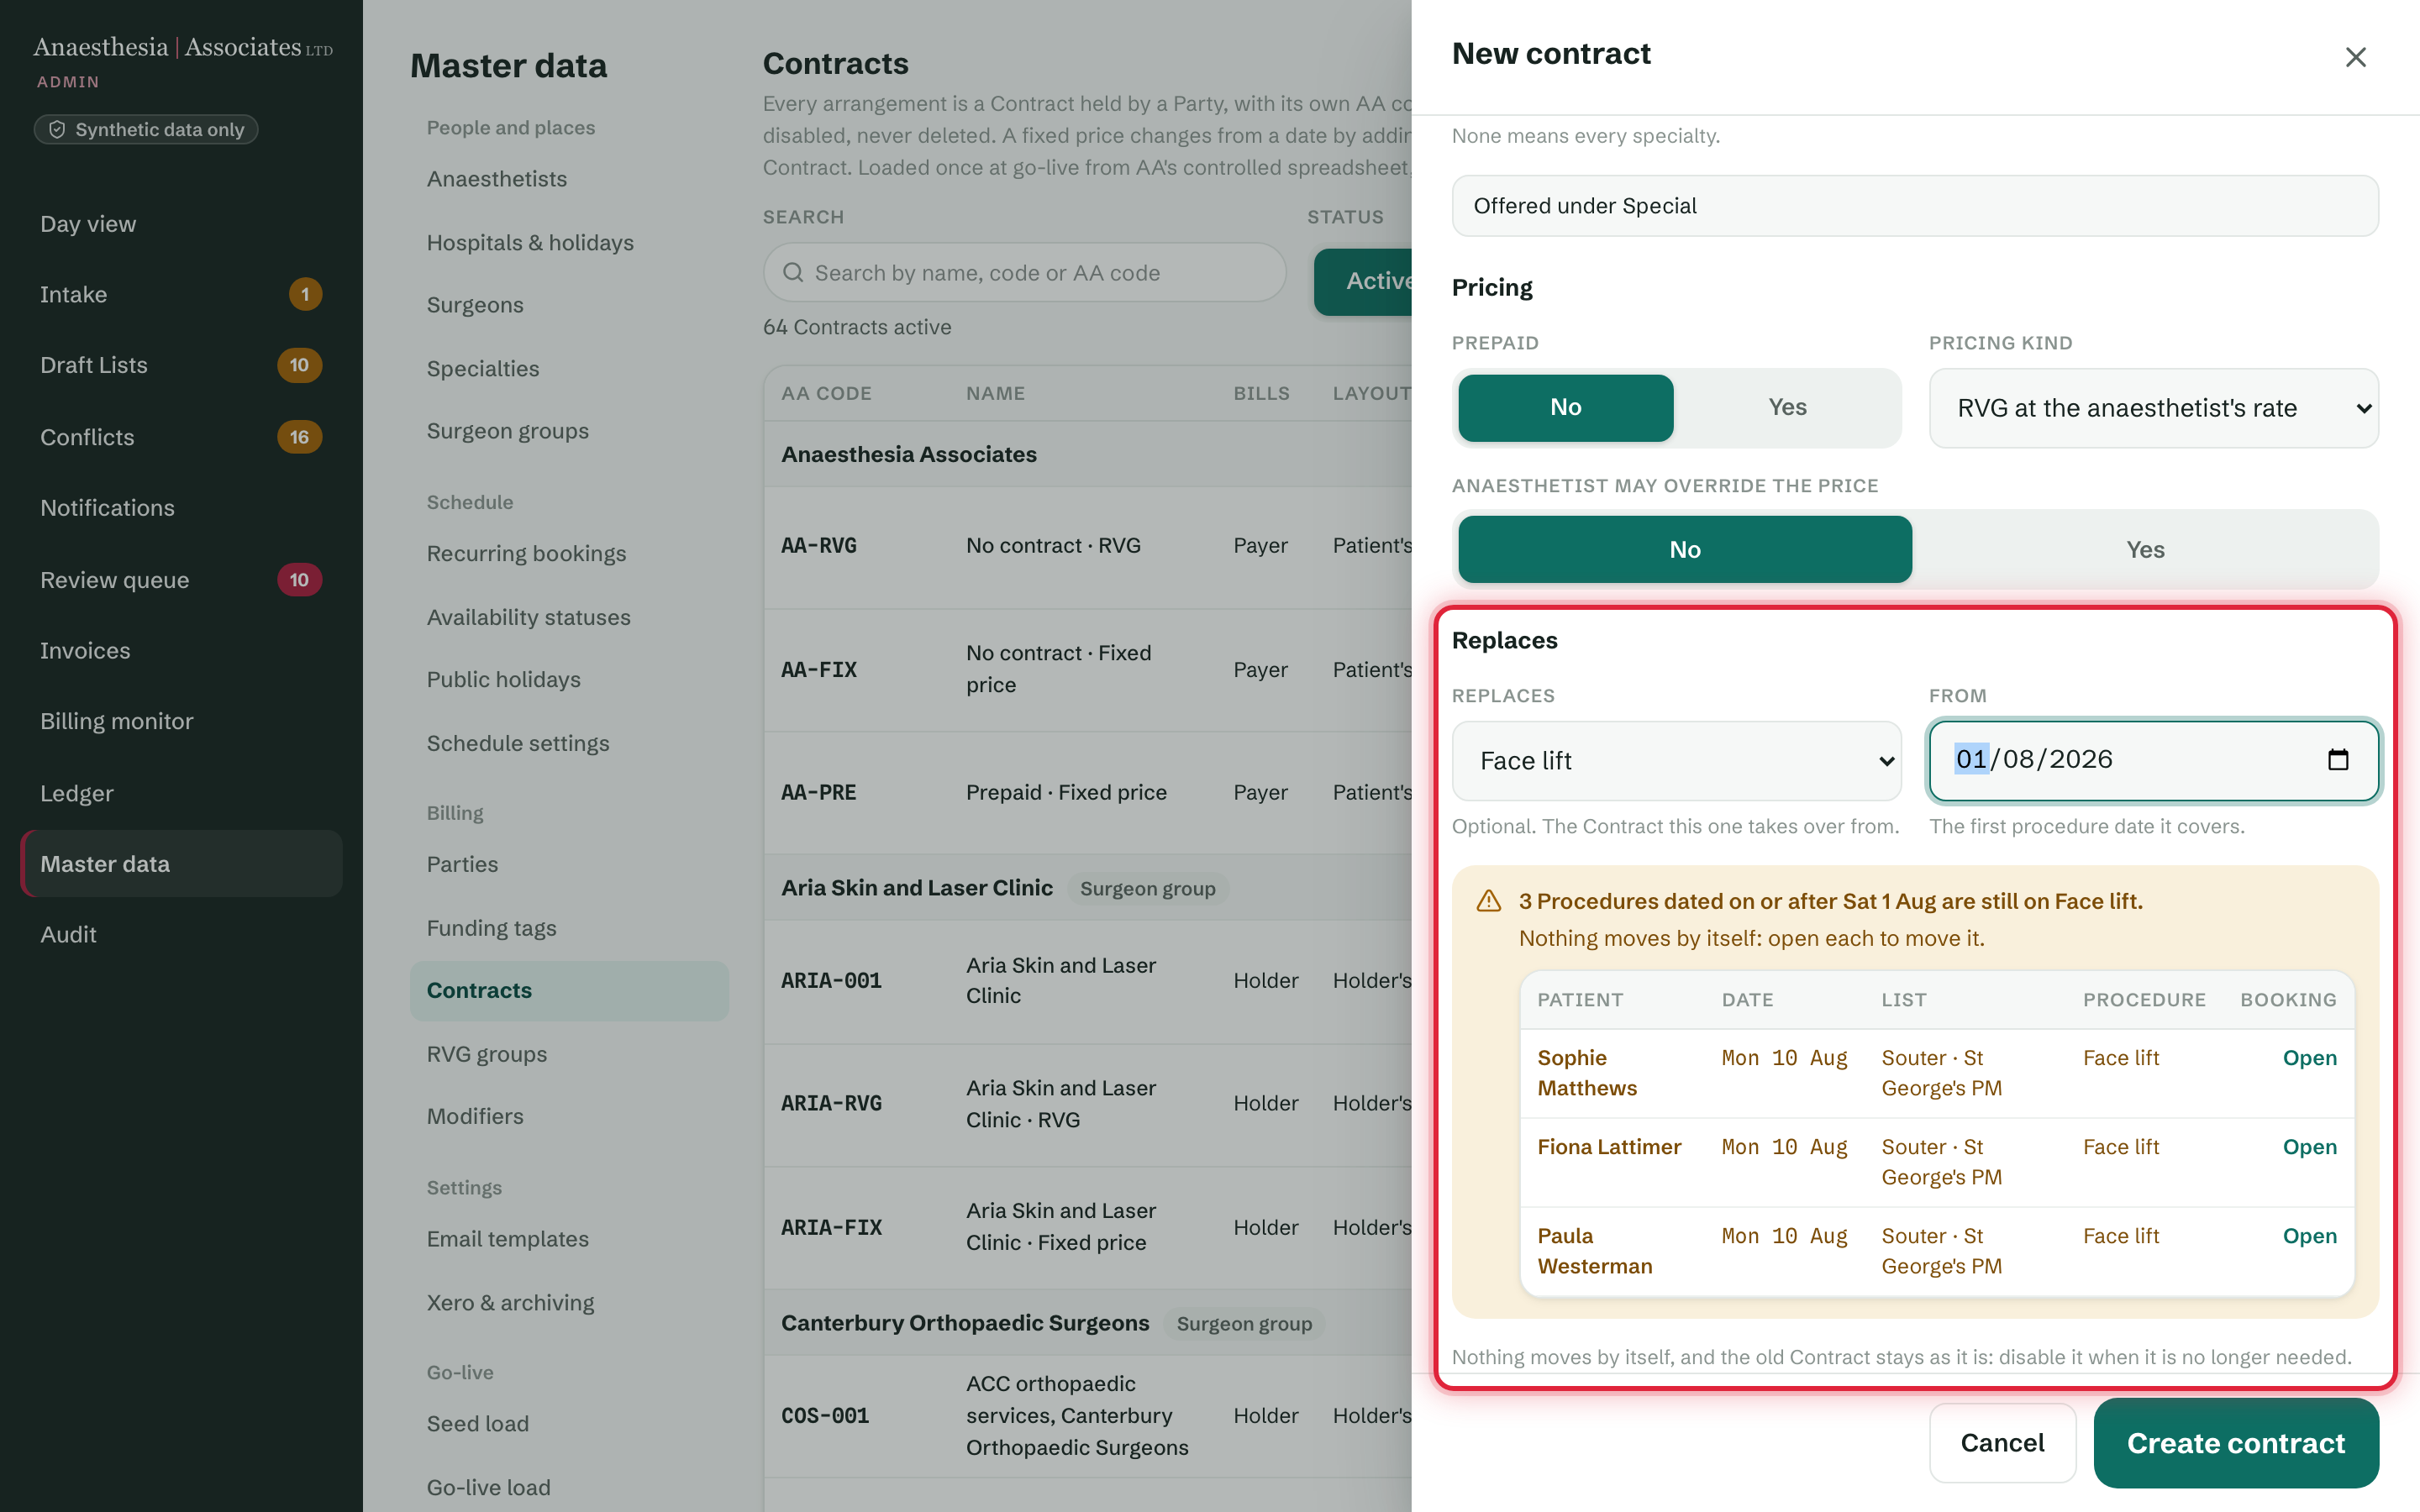 Anaesthesia | Associates LTD
ADMIN
Synthetic data only
Day view
Intake 1
Draft Lists 10
Conflicts 16
Notifications
Review queue 10
Invoices
Billing monitor
Ledger
Master data
Audit
Master data
People and places
Anaesthetists
Hospitals & holidays
Surgeons
Specialties
Surgeon groups
Schedule
Recurring bookings
Availability statuses
Public holidays
Schedule settings
Billing
Parties
Funding tags
Contracts
RVG groups
Modifiers
Settings
Email templates
Xero & archiving
Go-live
Seed load
Go-live load
Contracts
Every arrangement is a Contract held by a Party, with its own AA co
disabled, never deleted. A fixed price changes from a date by addin
Contract. Loaded once at go-live from AA's controlled spreadsheet,
SEARCH STATUS
Search by name, code or AA code
Active
64 Contracts active
AA CODE NAME BILLS LAYOUT
Anaesthesia Associates
AA-RVG No contract · RVG Payer Patient's
AA-FIX No contract · Fixed price Payer Patient's
AA-PRE Prepaid · Fixed price Payer Patient's
Aria Skin and Laser Clinic Surgeon group
ARIA-001 Aria Skin and Laser Clinic Holder Holder's
ARIA-RVG Aria Skin and Laser Clinic · RVG Holder Holder's
ARIA-FIX Aria Skin and Laser Clinic · Fixed price Holder Holder's
Canterbury Orthopaedic Surgeons Surgeon group
COS-001 ACC orthopaedic services, Canterbury Orthopaedic Surgeons Holder Holder's
New contract
None means every specialty.
Offered under Special
Pricing
PREPAID PRICING KIND
No Yes RVG at the anaesthetist's rate
ANAESTHETIST MAY OVERRIDE THE PRICE
No Yes
Replaces
REPLACES FROM
Face lift 01/08/2026
Optional. The Contract this one takes over from. The first procedure date it covers.
3 Procedures dated on or after Sat 1 Aug are still on Face lift.
Nothing moves by itself: open each to move it.
PATIENT DATE LIST PROCEDURE BOOKING
Sophie Matthews Mon 10 Aug Souter · St George's PM Face lift Open
Fiona Lattimer Mon 10 Aug Souter · St George's PM Face lift Open
Paula Westerman Mon 10 Aug Souter · St George's PM Face lift Open
Nothing moves by itself, and the old Contract stays as it is: disable it when it is no longer needed.
Cancel Create contract